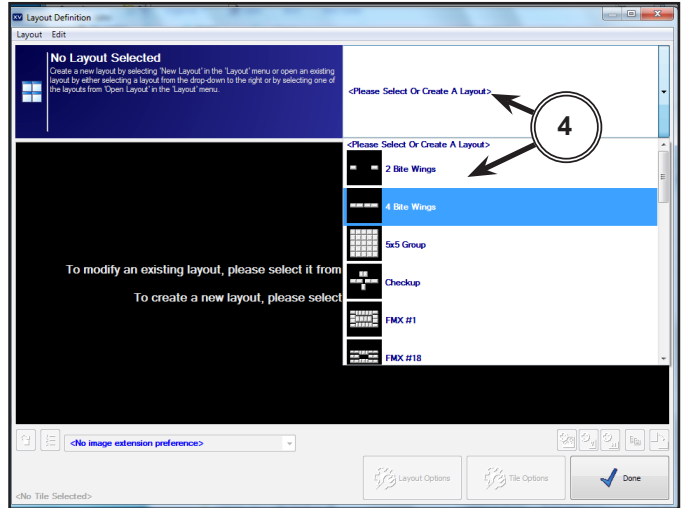 XV Layout Definition
Layout Edit
No Layout Selected
Create a new layout by selecting 'New Layout' in the 'Layout' menu or open an existing
layout by either selecting a layout from the drop-down to the right or by selecting one of
the layouts from 'Open Layout' in the 'Layout' menu.
<Please Select Or Create A Layout>
4
<Please Select Or Create A Layout>
2 Bite Wings
4 Bite Wings
5x5 Group
Checkup
FMX #1
FMX #18
To modify an existing layout, please select it from
To create a new layout, please select
<No image extension preference>
Layout Options
Tile Options
Done
<No Tile Selected>